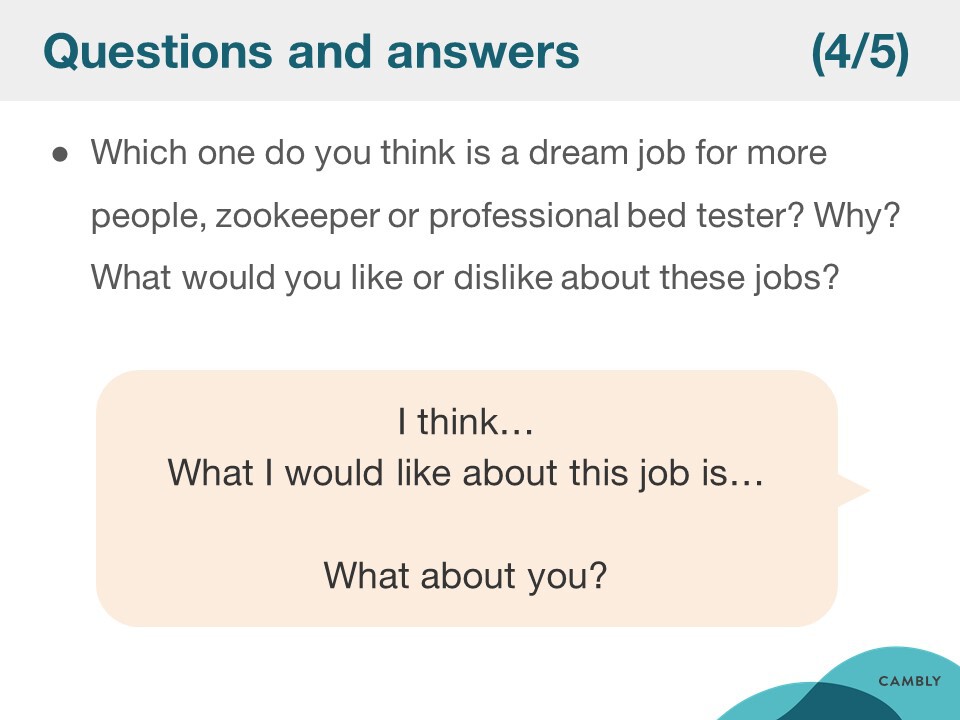 Questions and answers (4/5)
● Which one do you think is a dream job for more
people, zookeeper or professional bed tester? Why?
What would you like or dislike about these jobs?
I think…
What I would like about this job is…
What about you?
CAMBLY